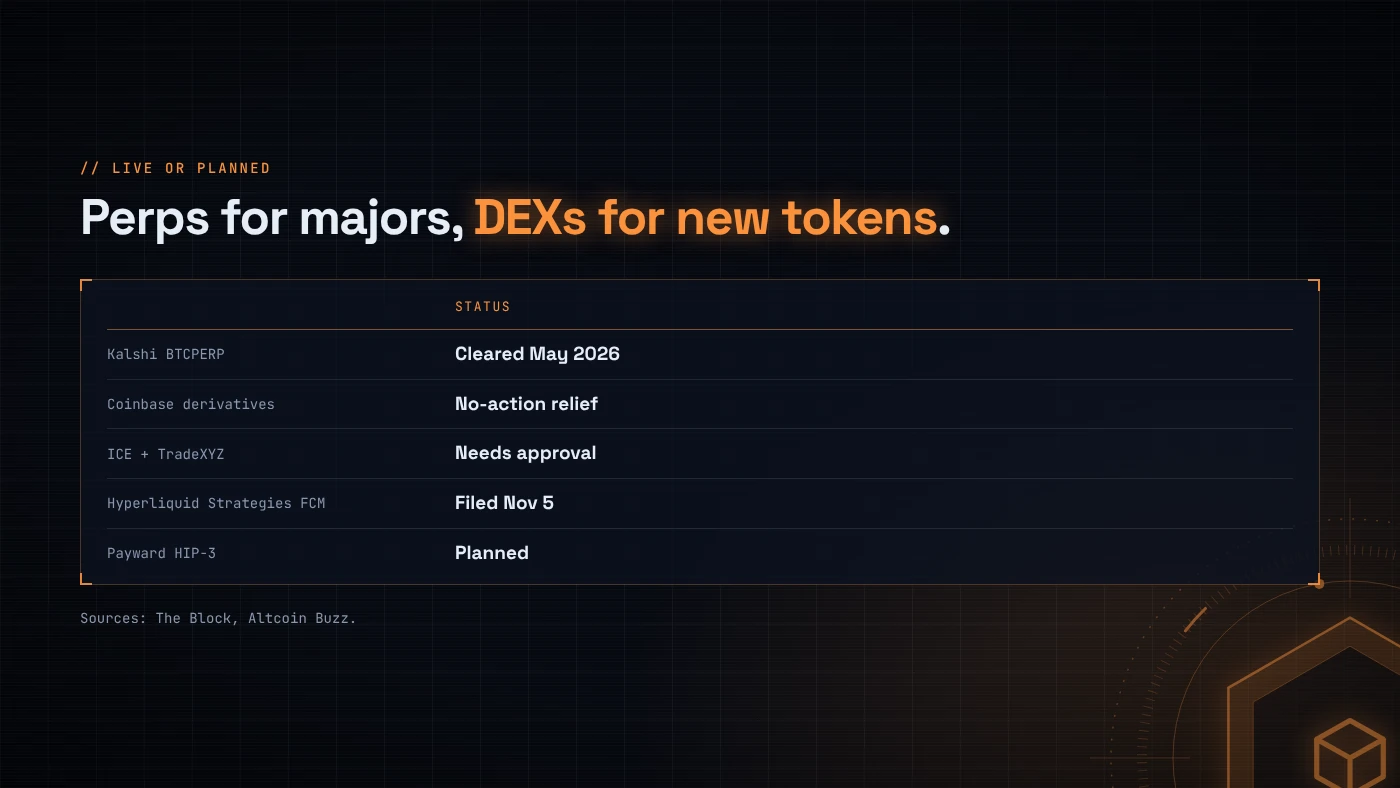 // LIVE OR PLANNED
Perps for majors, DEXs for new tokens.
STATUS
Kalshi BTCPERP Cleared May 2026
Coinbase derivatives No-action relief
ICE + TradeXYZ Needs approval
Hyperliquid Strategies FCM Filed Nov 5
Payward HIP-3 Planned
Sources: The Block, Altcoin Buzz.